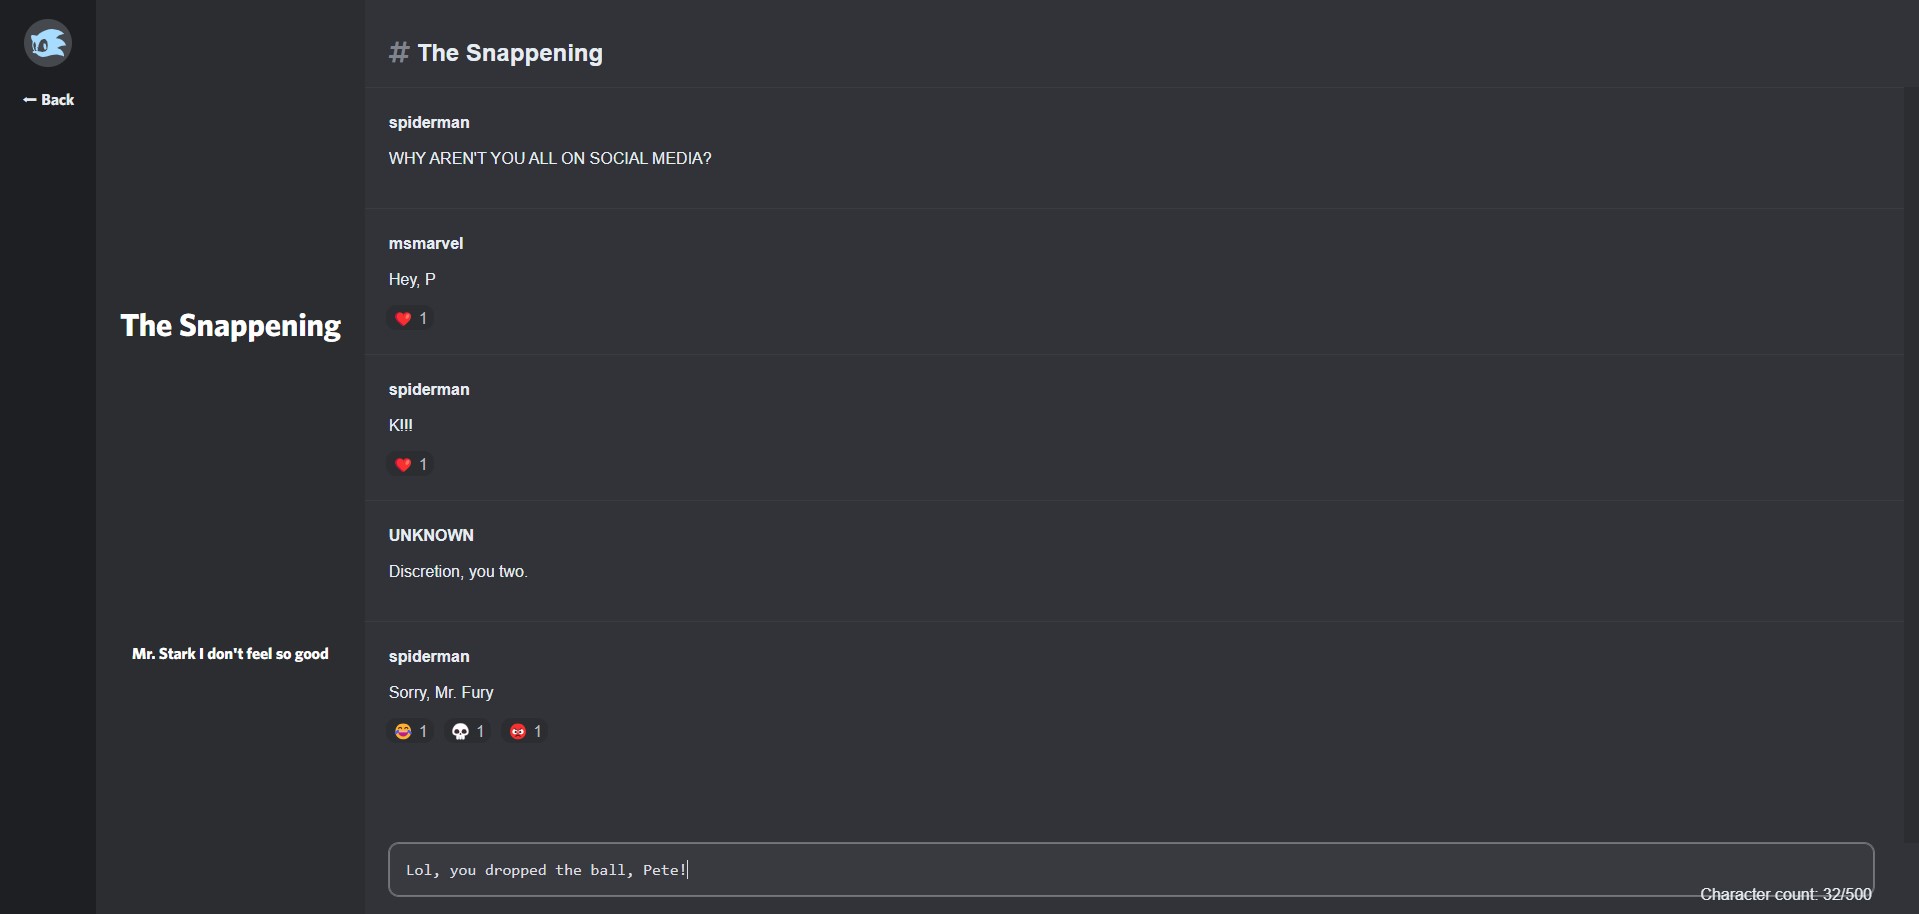 ← Back
The Snappening
Mr. Stark I don't feel so good
# The Snappening
spiderman
WHY AREN'T YOU ALL ON SOCIAL MEDIA?
msmarvel
Hey, P
❤️ 1
spiderman
K!!!
❤️ 1
UNKNOWN
Discretion, you two.
spiderman
Sorry, Mr. Fury
😂 1 💀 1 😡 1
Lol, you dropped the ball, Pete!
Character count: 32/500